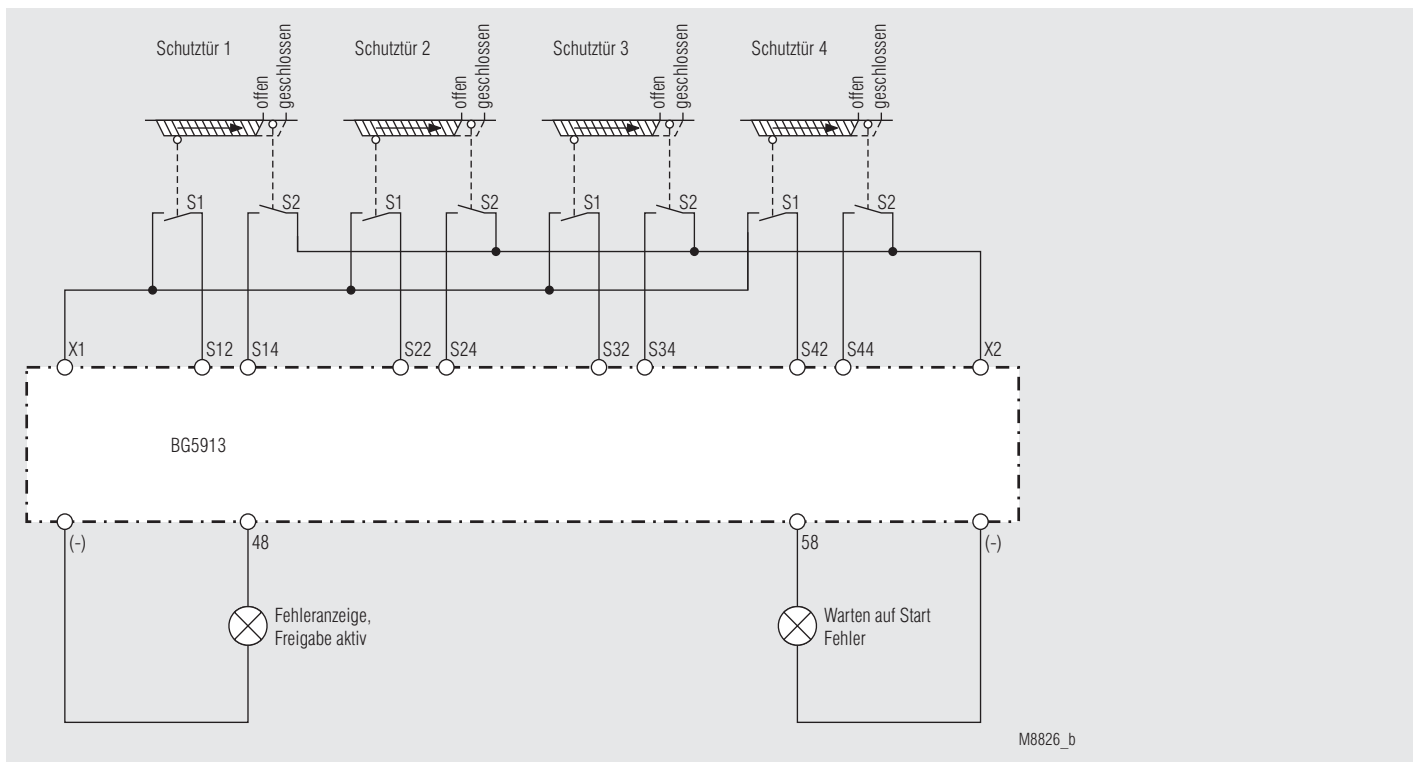 Schutztür 1
offen
geschlossen
Schutztür 2
offen
geschlossen
Schutztür 3
offen
geschlossen
Schutztür 4
offen
geschlossen
S1
S2
S1
S2
S1
S2
S1
S2
X1
S12
S14
S22
S24
S32
S34
S42
S44
X2
BG5913
(-)
48
58
(-)
Fehleranzeige,
Freigabe aktiv
Warten auf Start
Fehler
M8826_b